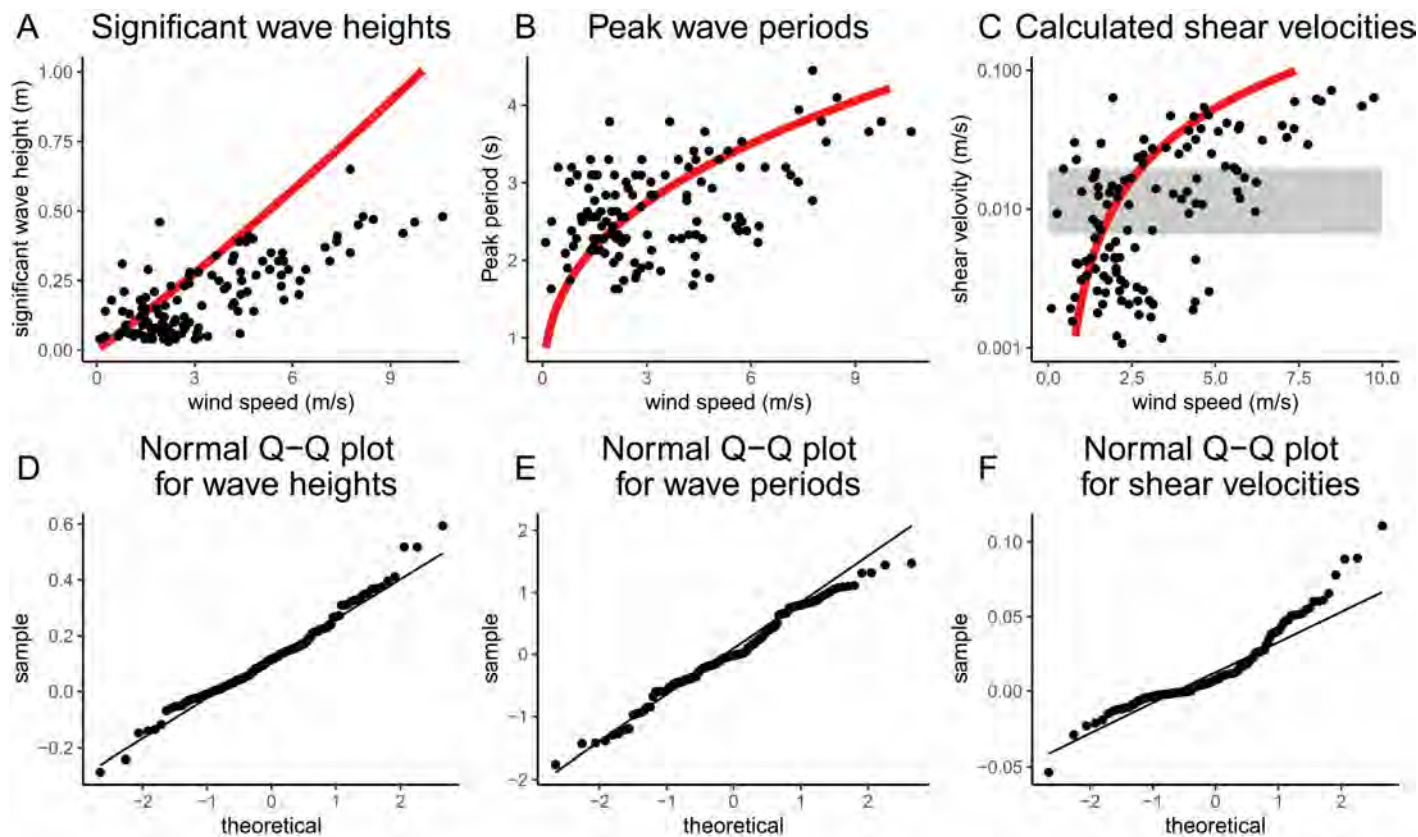 A Significant wave heights
1.00
0.75
0.50
0.25
0.00
significant wave height (m)
0 3 6 9
wind speed (m/s)
B Peak wave periods
4
3
2
1
Peak period (s)
0 3 6 9
wind speed (m/s)
C Calculated shear velocities
0.100
0.010
0.001
shear velovity (m/s)
0.0 2.5 5.0 7.5 10.0
wind speed (m/s)
D Normal Q−Q plot
for wave heights
0.6
0.4
0.2
0.0
−0.2
sample
−2 −1 0 1 2
theoretical
E Normal Q−Q plot
for wave periods
2
1
0
−1
−2
sample
−2 −1 0 1 2
theoretical
F Normal Q−Q plot
for shear velocities
0.10
0.05
0.00
−0.05
sample
−2 −1 0 1 2
theoretical